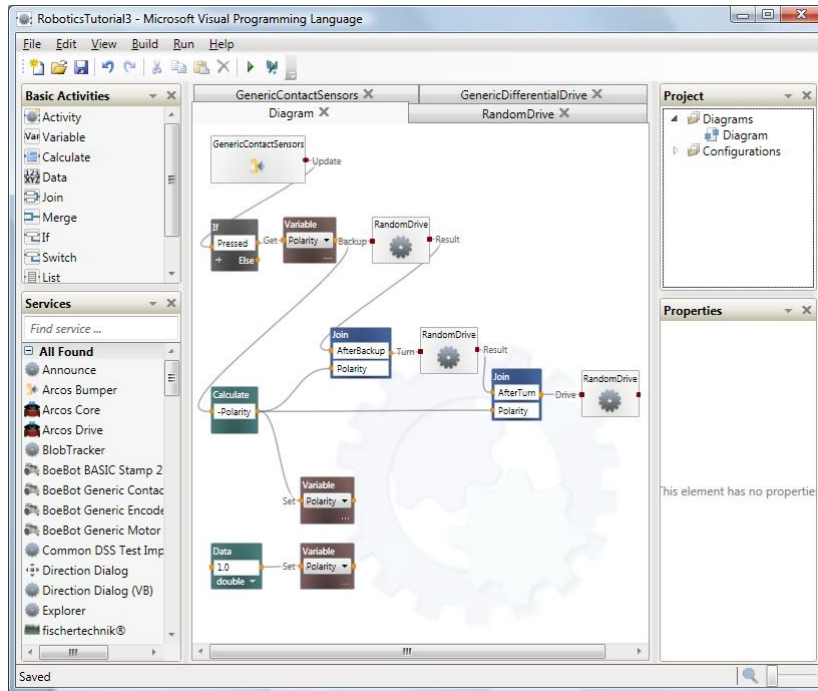 RoboticsTutorial3 - Microsoft Visual Programming Language
File Edit View Build Run Help
Basic Activities
Activity
Var Variable
Calculate
Data
Join
Merge
If
Switch
List
Services
Find service ...
All Found
Announce
Arcos Bumper
Arcos Core
Arcos Drive
BlobTracker
BoeBot BASIC Stamp 2
BoeBot Generic Contac
BoeBot Generic Encode
BoeBot Generic Motor
Common DSS Test Imp
Direction Dialog
Direction Dialog (VB)
Explorer
fischertechnik®
GenericContactSensors
GenericDifferentialDrive
Diagram
RandomDrive
GenericContactSensors
Update
If
Pressed
Else
Get
Variable
Polarity
...
Backup
RandomDrive
Result
Join
AfterBackup
Polarity
Turn
RandomDrive
Result
Join
AfterTurn
Polarity
Drive
RandomDrive
Calculate
-Polarity
Set
Variable
Polarity
...
Data
1.0
double
Set
Variable
Polarity
...
Project
Diagrams
Diagram
Configurations
Properties
This element has no propertie
Saved